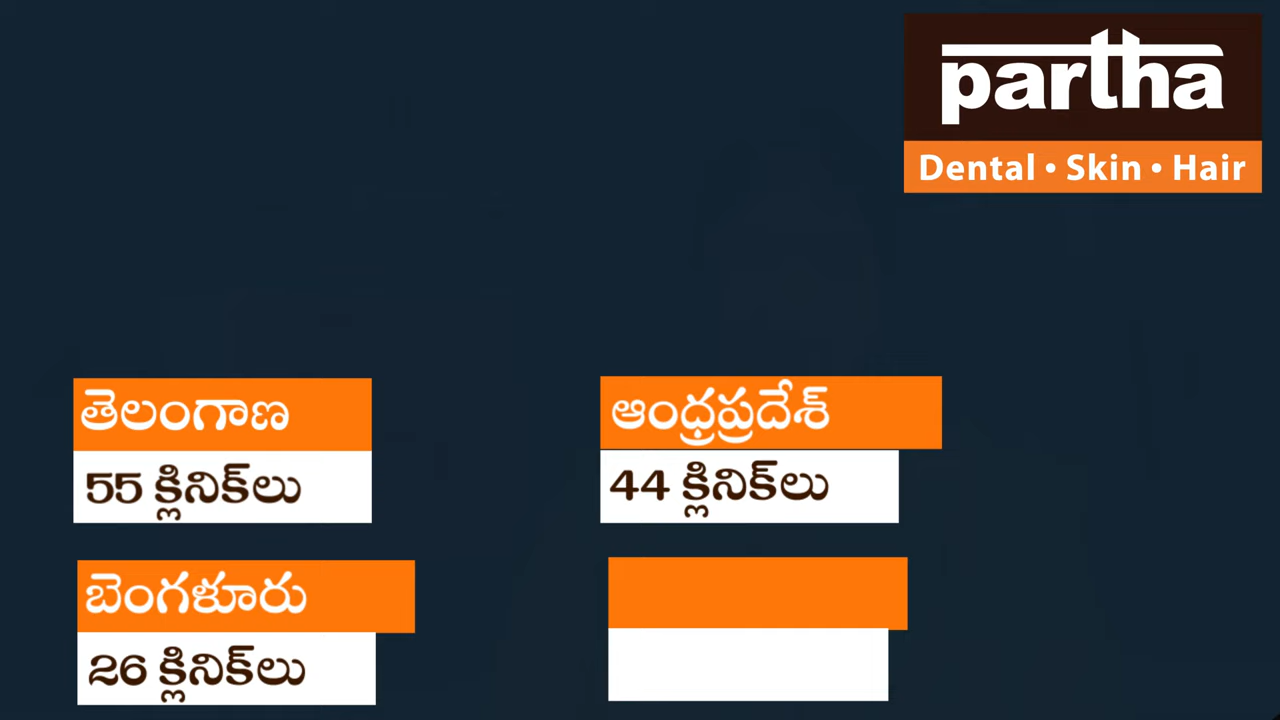 partha
Dental • Skin • Hair
తెలంగాణ
55 క్లినిక్‌లు
ఆంధ్రప్రదేశ్
44 క్లినిక్‌లు
బెంగళూరు
26 క్లినిక్‌లు